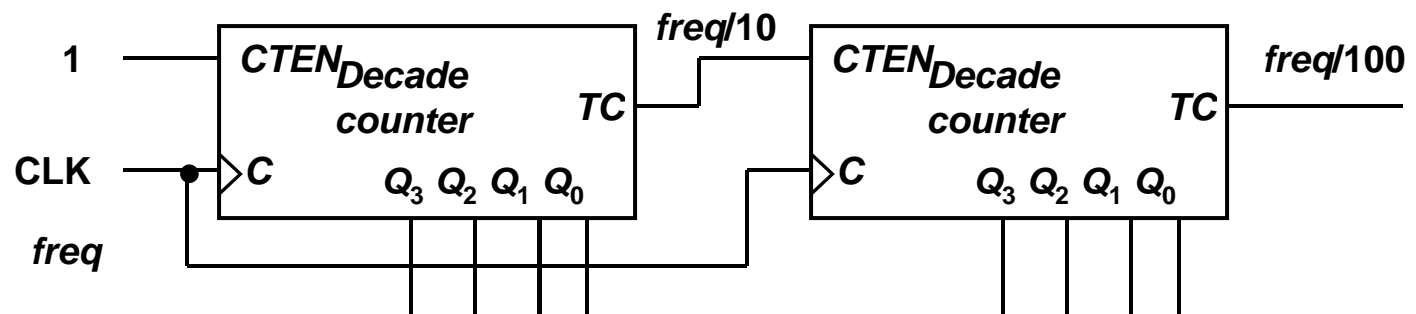 freq/10
freq/100
1
CTEN
Decade
counter
TC
CTEN
Decade
counter
TC
CLK
C
Q3 Q2 Q1 Q0
C
Q3 Q2 Q1 Q0
freq